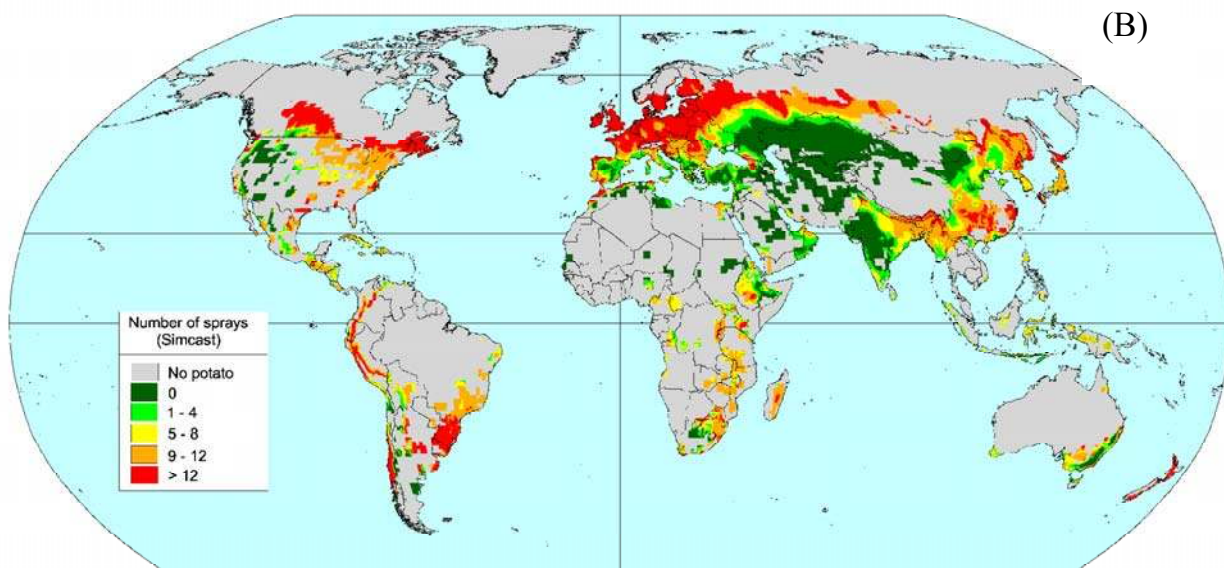 (B)
Number of sprays
(Simcast)
No potato
0
1 - 4
5 - 8
9 - 12
> 12